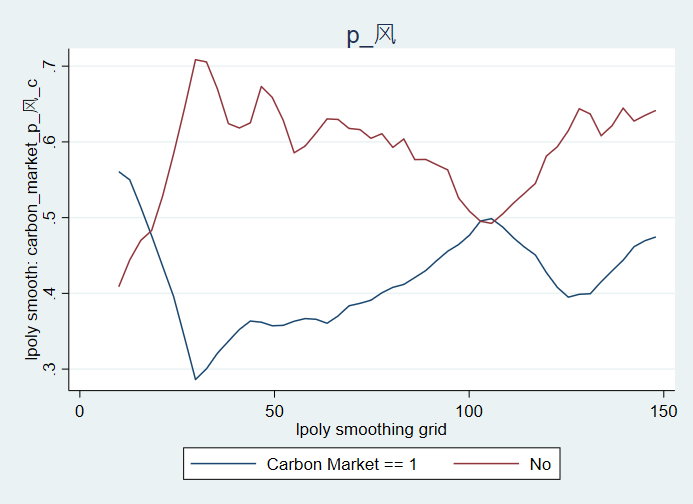 p_风
lpoly smooth: carbon_market_p_风_c
.7
.6
.5
.4
.3
0
50
100
150
lpoly smoothing grid
Carbon Market == 1
No